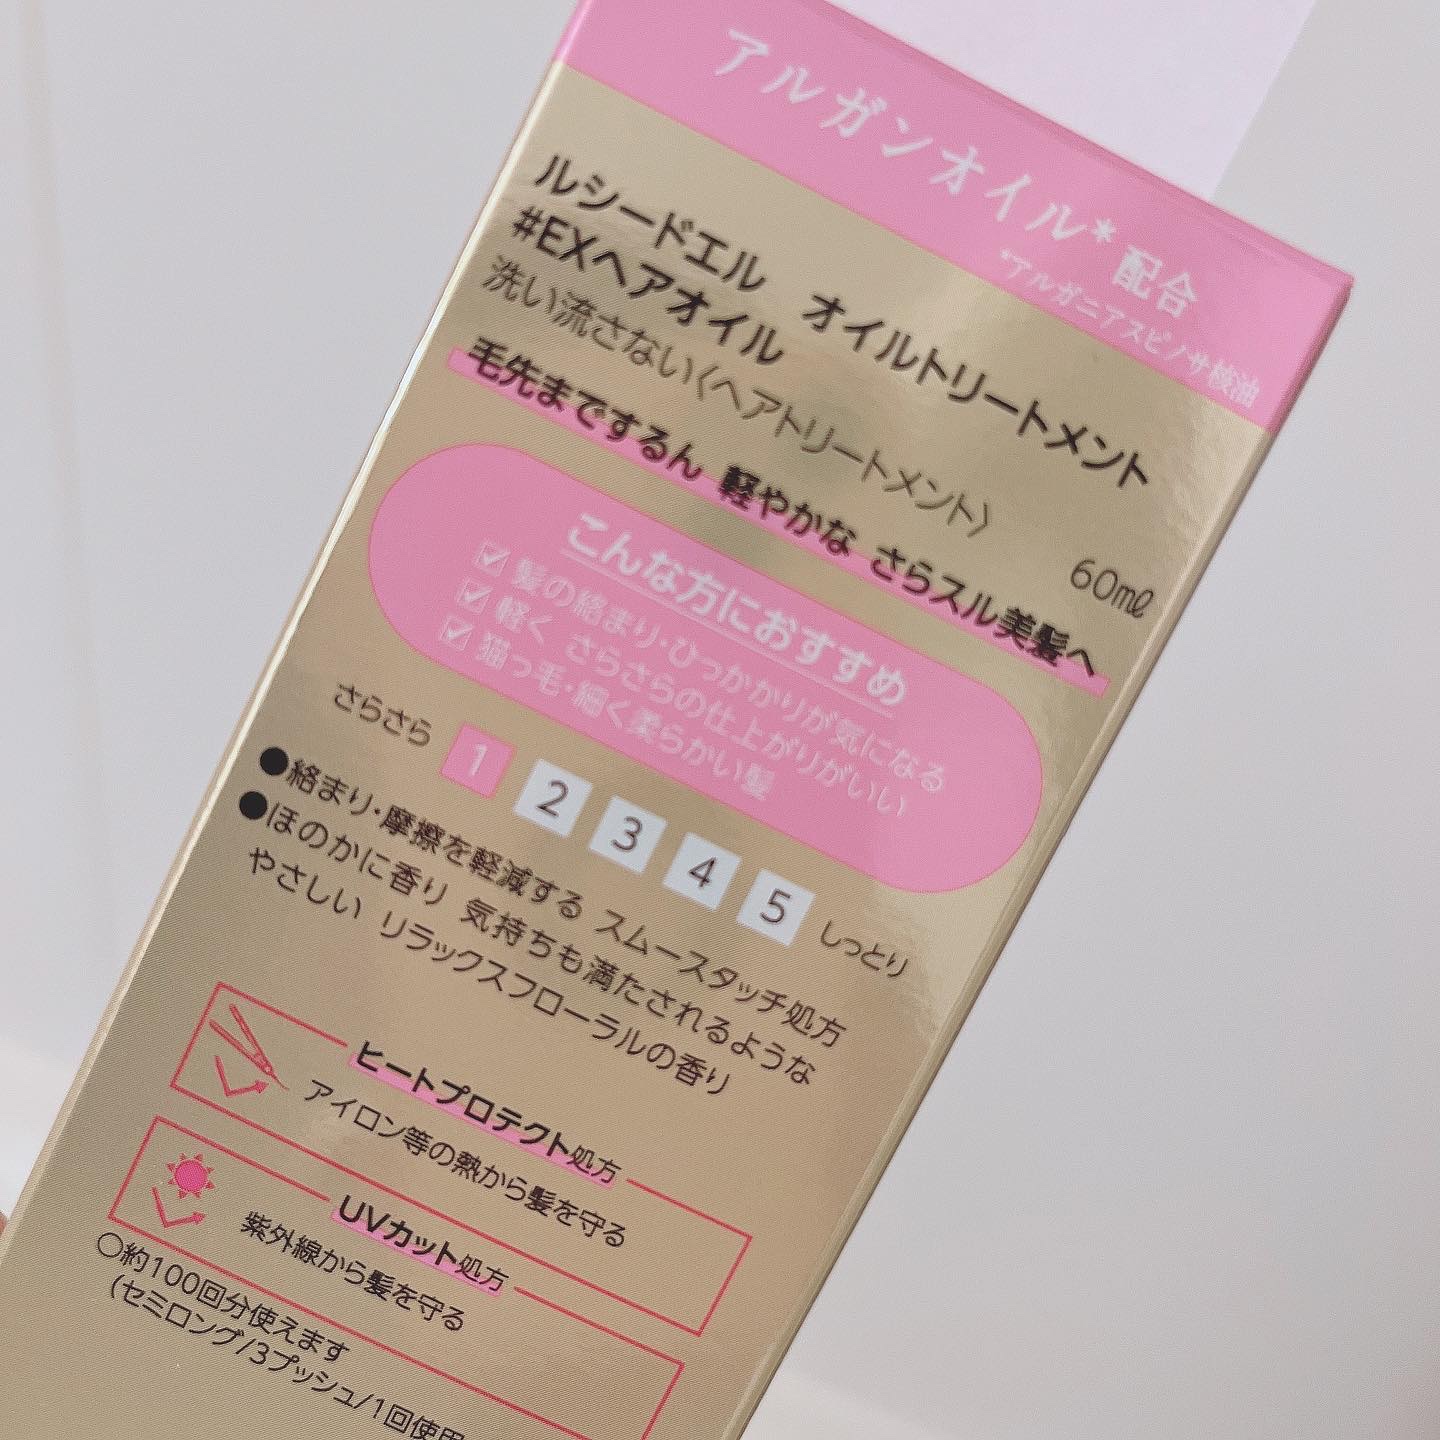 アルガンオイル*配合
*アルガニアスピノサ核油
ルシードエル オイルトリートメント
#EXヘアオイル
洗い流さない〈ヘアトリートメント〉
60mℓ
毛先までするん 軽やかな さらスル美髪へ
こんな方におすすめ
☑ 髪の絡まり・ひっかかりが気になる
☑ 軽く さらさらの仕上がりがいい
☑ 猫っ毛・細く柔らかい髪
さらさら 1 2 3 4 5 しっとり
●絡まり・摩擦を軽減する スムースタッチ処方
●ほのかに香り 気持ちも満たされるような
やさしい リラックスフローラルの香り
ヒートプロテクト処方
アイロン等の熱から髪を守る
UVカット処方
紫外線から髪を守る
○約100回分使えます
(セミロング/3プッシュ/1回使用